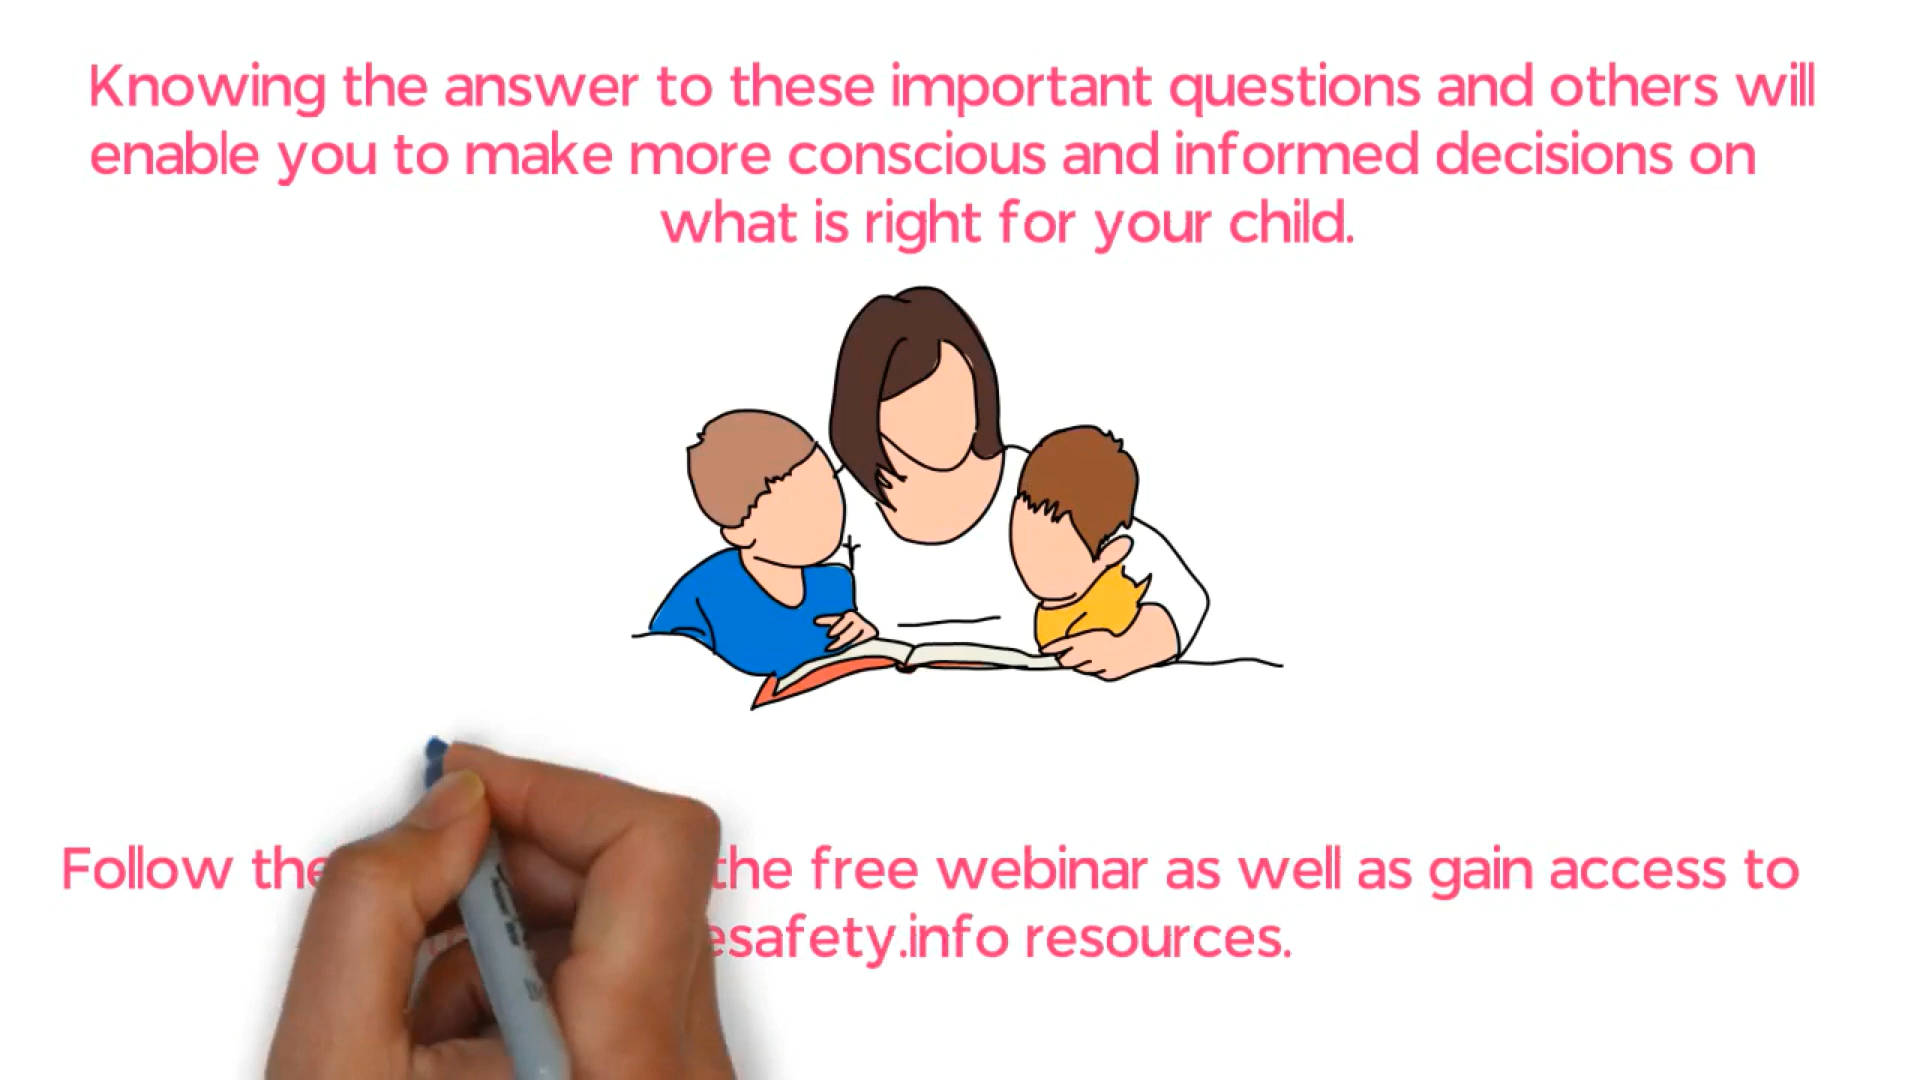 Knowing the answer to these important questions and others will
enable you to make more conscious and informed decisions on
what is right for your child.
Follow the the free webinar as well as gain access to
esafety.info resources.